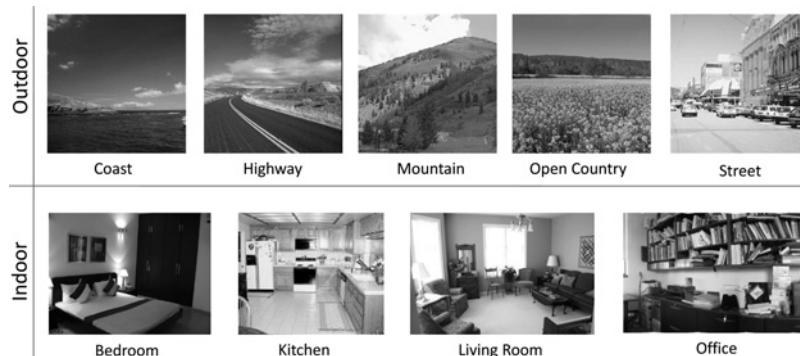 Outdoor
Coast
Highway
Mountain
Open Country
Street
Indoor
Bedroom
Kitchen
Living Room
Office